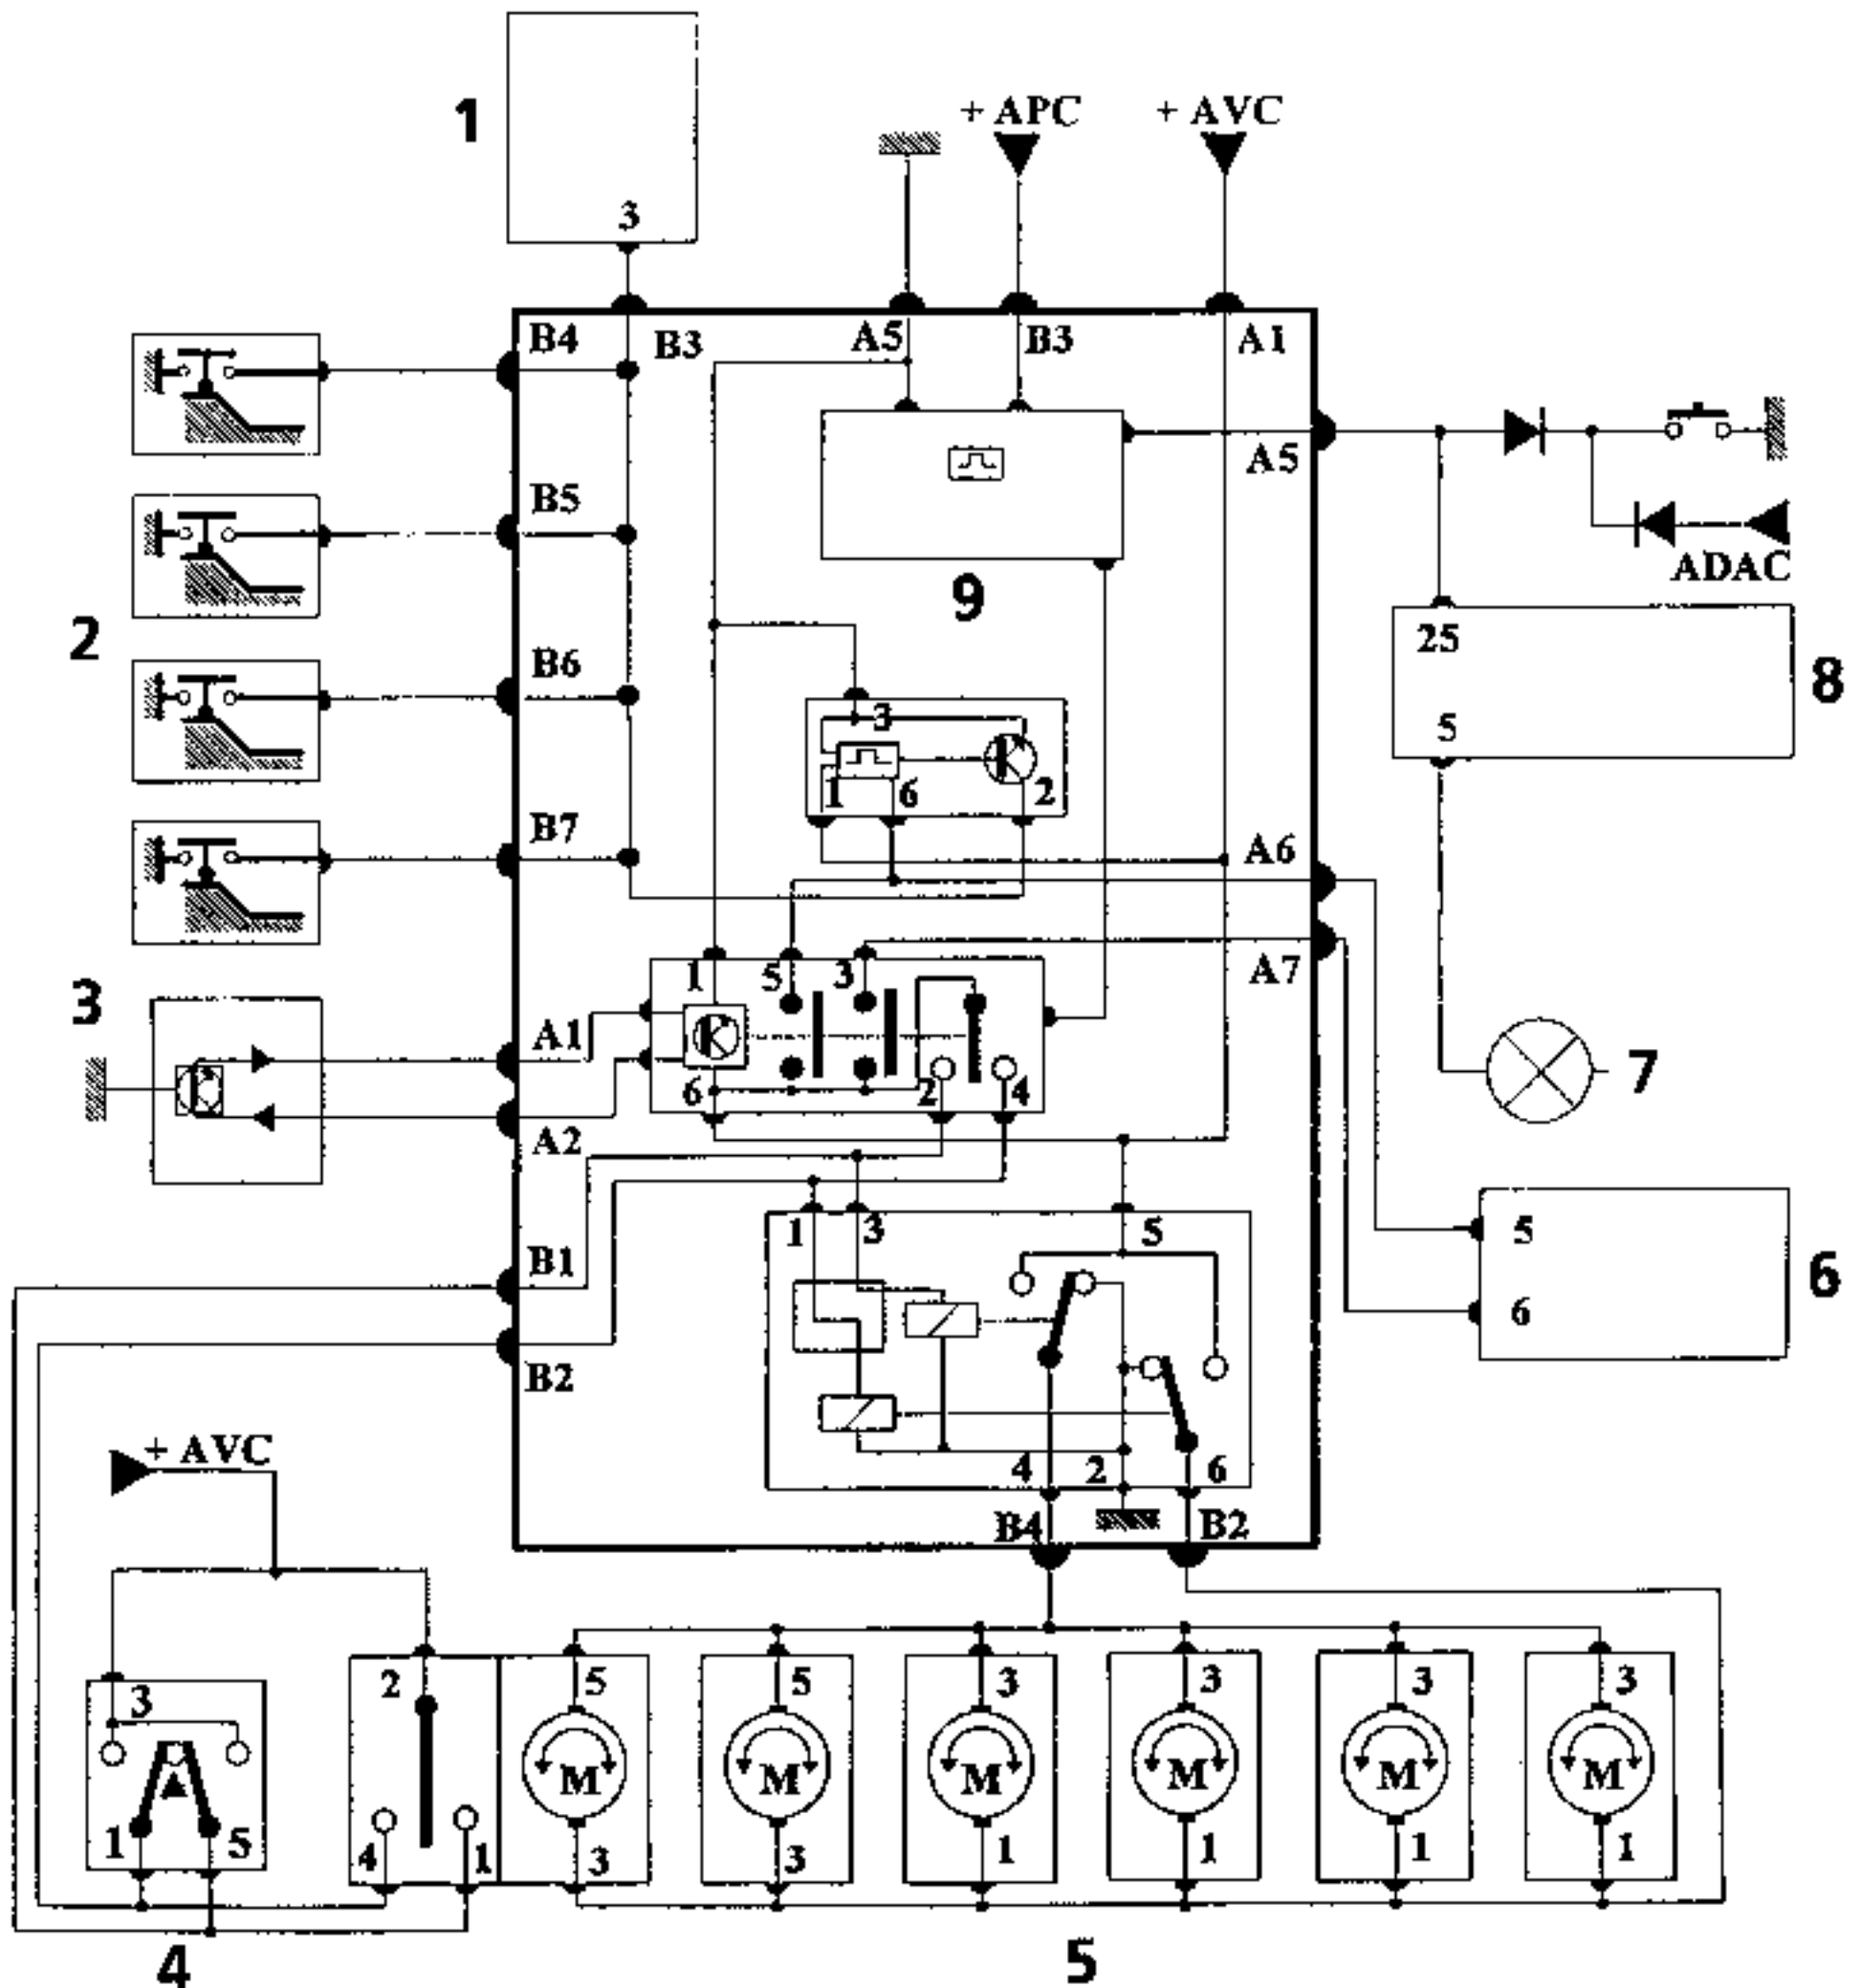 1
+ APC + AVC
3
B4 B3 A5 B3 A1
A5
B5
ADAC
9
2
25
8
B6
3
5
1 6 2
B7
A6
A7
3
1 5 3
A1
6 2 4
7
A2
1 3 5
5
B1
6
6
B2
+ AVC
4 2 6
B4 B2
2 5 5 3 3 3 3
3
M M M M M M
1 5 4 1 3 3 1 1 1 1
4 5